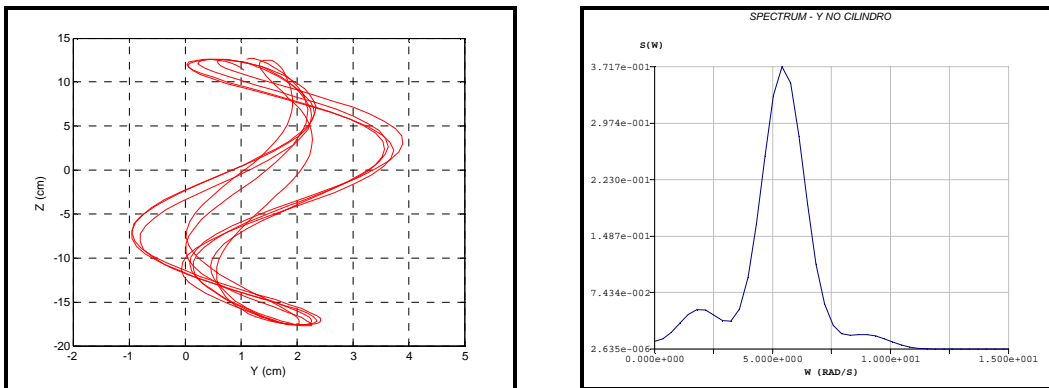 15
10
5
0
-5
-10
-15
-20
Z (cm)
-2
-1
0
1
2
3
4
5
Y (cm)
SPECTRUM - Y NO CILINDRO
S(W)
3.717e-001
2.974e-001
2.230e-001
1.487e-001
7.434e-002
2.635e-006
0.000e+000
5.000e+000
1.000e+001
1.500e+001
W (RAD/S)